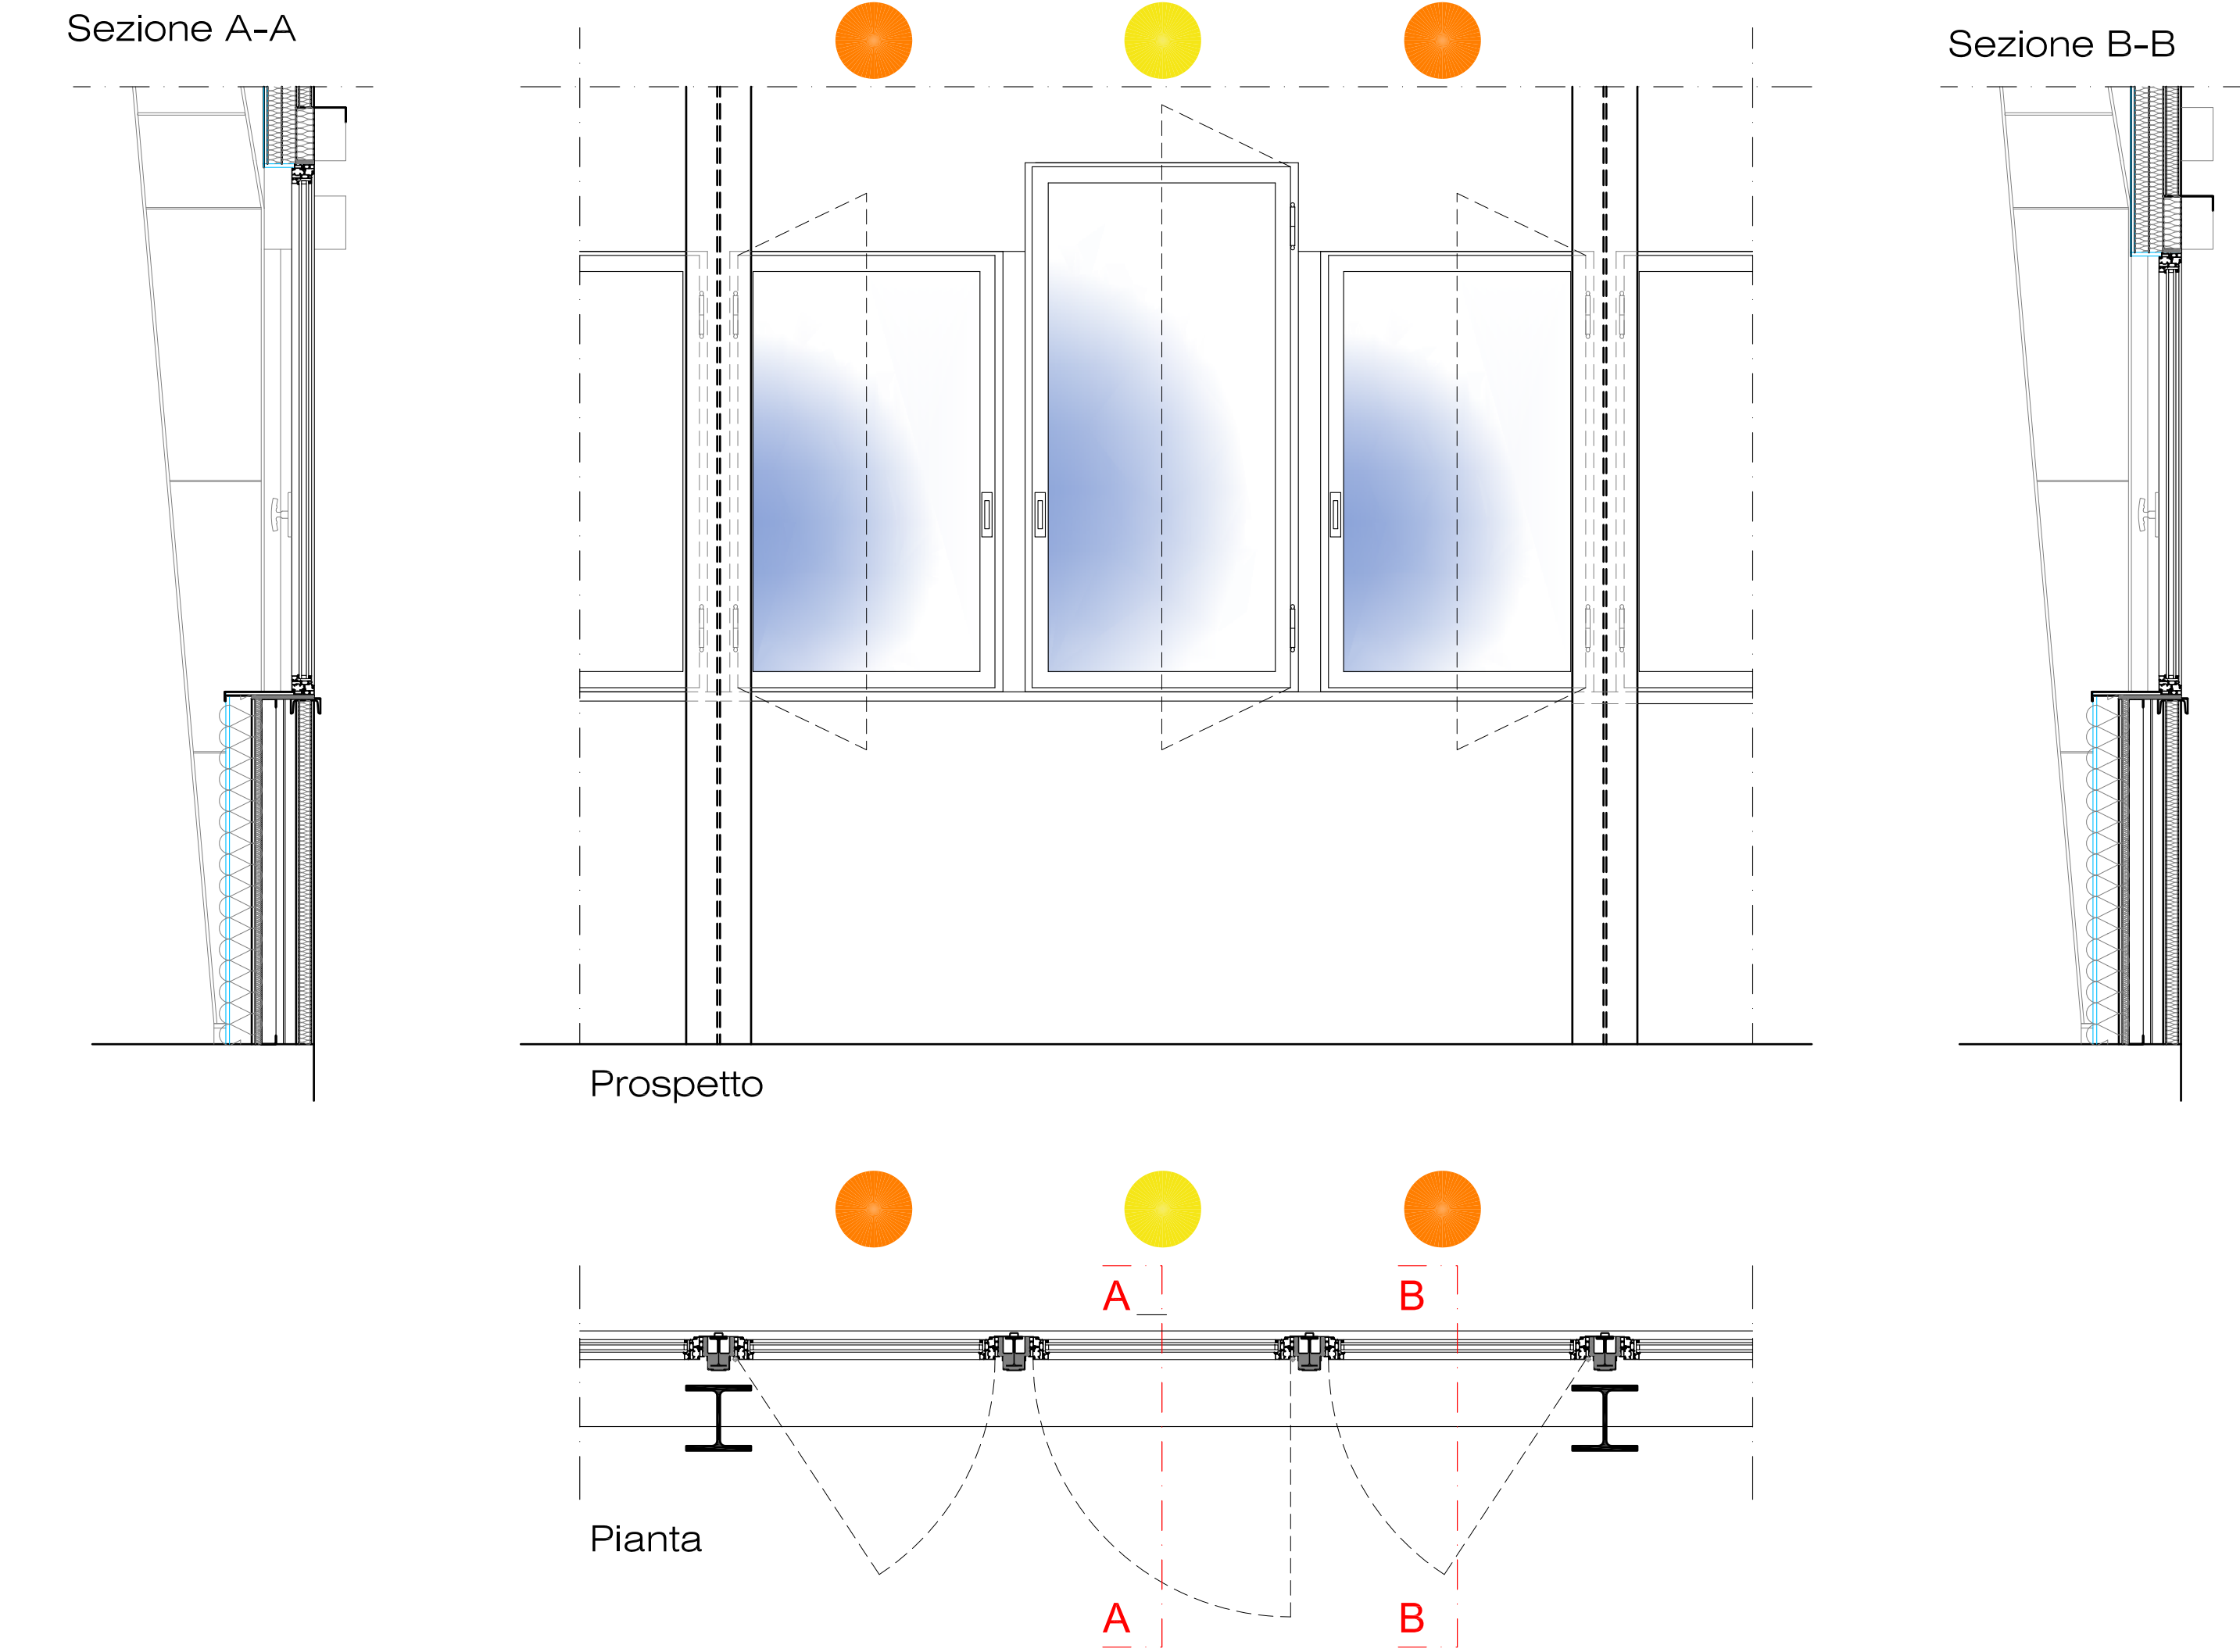 Sezione A-A
Sezione B-B
Prospetto
A
B
Pianta
A
B